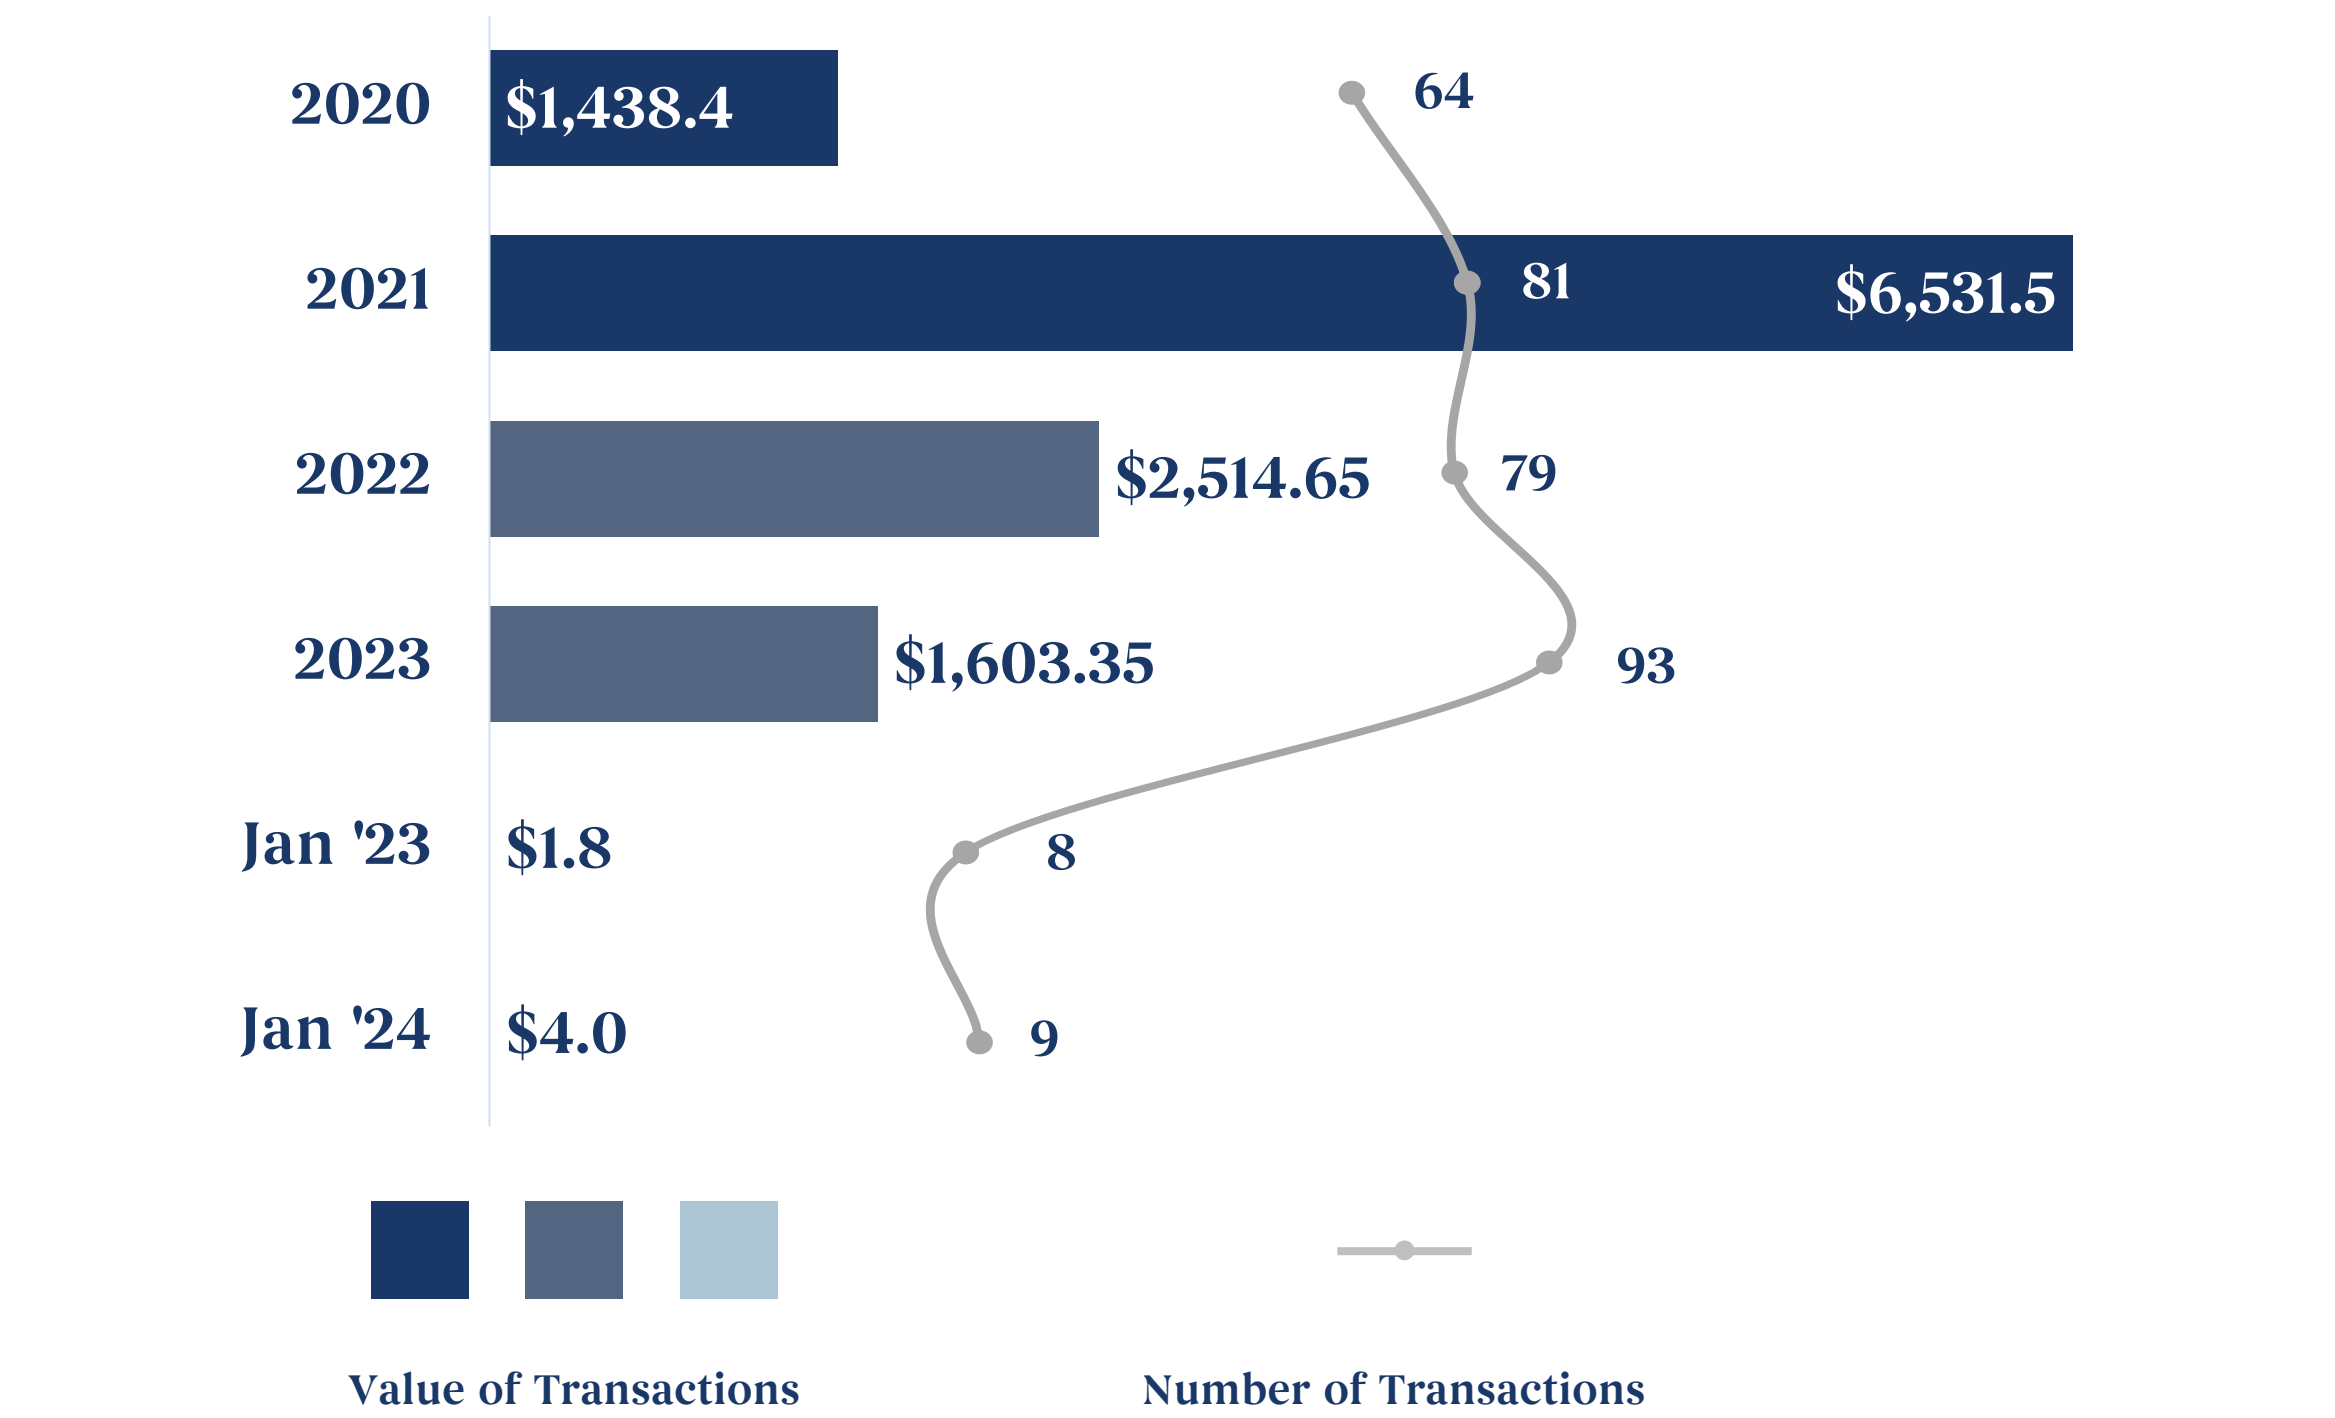 2020 $1,438.4 64
2021 81 $6,531.5
2022 $2,514.65 79
2023 $1,603.35 93
Jan '23 $1.8 8
Jan '24 $4.0 9
Value of Transactions Number of Transactions